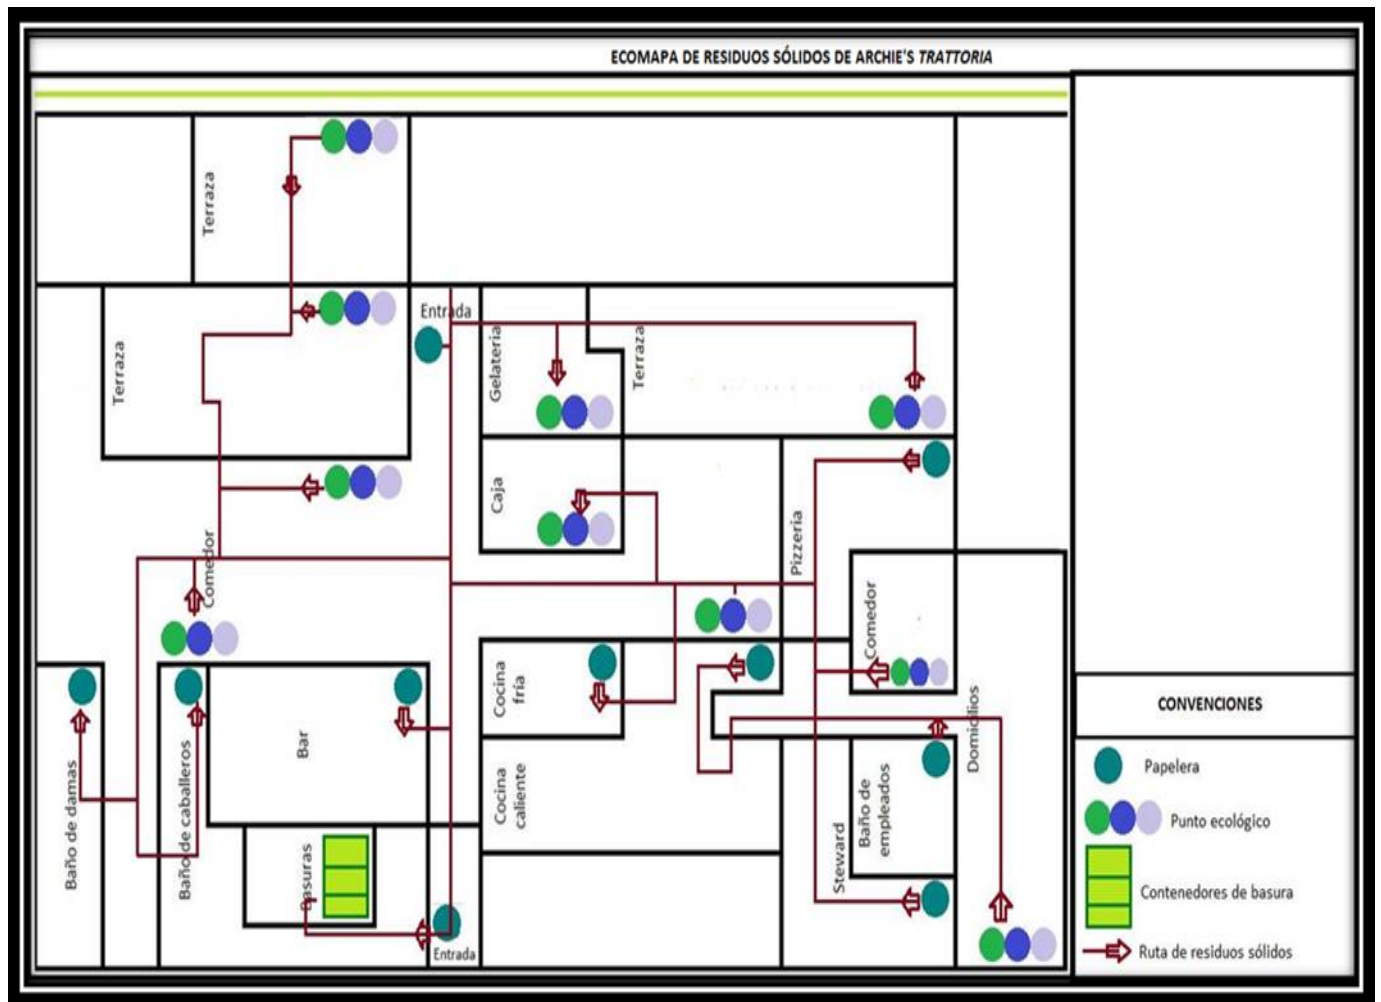 ECOMAPA DE RESIDUOS SÓLIDOS DE ARCHIE'S TRATTORIA
Terraza
Terraza
Entrada
Gelateria
Terraza
Caja
Pizzeria
Comedor
Comedor
Cocina
fría
Bar
Domicilios
Cocina
caliente
Baño de damas
Baño de caballeros
Basuras
Baño de
empleados
Steward
Entrada
CONVENCIONES
Papelera
Punto ecológico
Contenedores de basura
Ruta de residuos sólidos